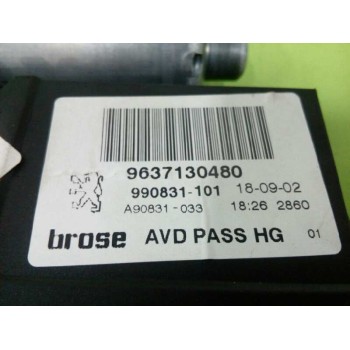 9637130480
990831-101 18-09-02
A90831-033 18:26 2860
brose AVD PASS HG 01